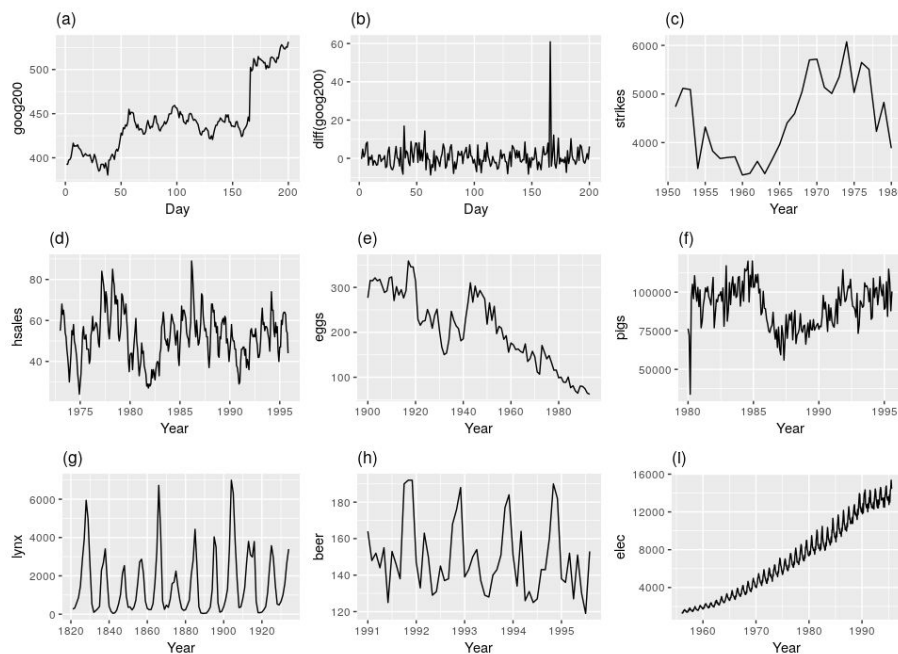 (a)
goog200
500
450
400
0
50
100
150
200
Day
(b)
diff(goog200)
60
40
20
0
0
50
100
150
200
Day
(c)
strikes
6000
5000
4000
1950
1955
1960
1965
1970
1975
1980
Year
(d)
hsales
80
60
40
1975
1980
1985
1990
1995
Year
(e)
eggs
300
200
100
1900
1920
1940
1960
1980
Year
(f)
pigs
100000
75000
50000
1980
1985
1990
1995
Year
(g)
lynx
6000
4000
2000
0
1820
1840
1860
1880
1900
1920
Year
(h)
beer
180
160
140
120
1991
1992
1993
1994
1995
Year
(I)
elec
16000
12000
8000
4000
1960
1970
1980
1990
Year